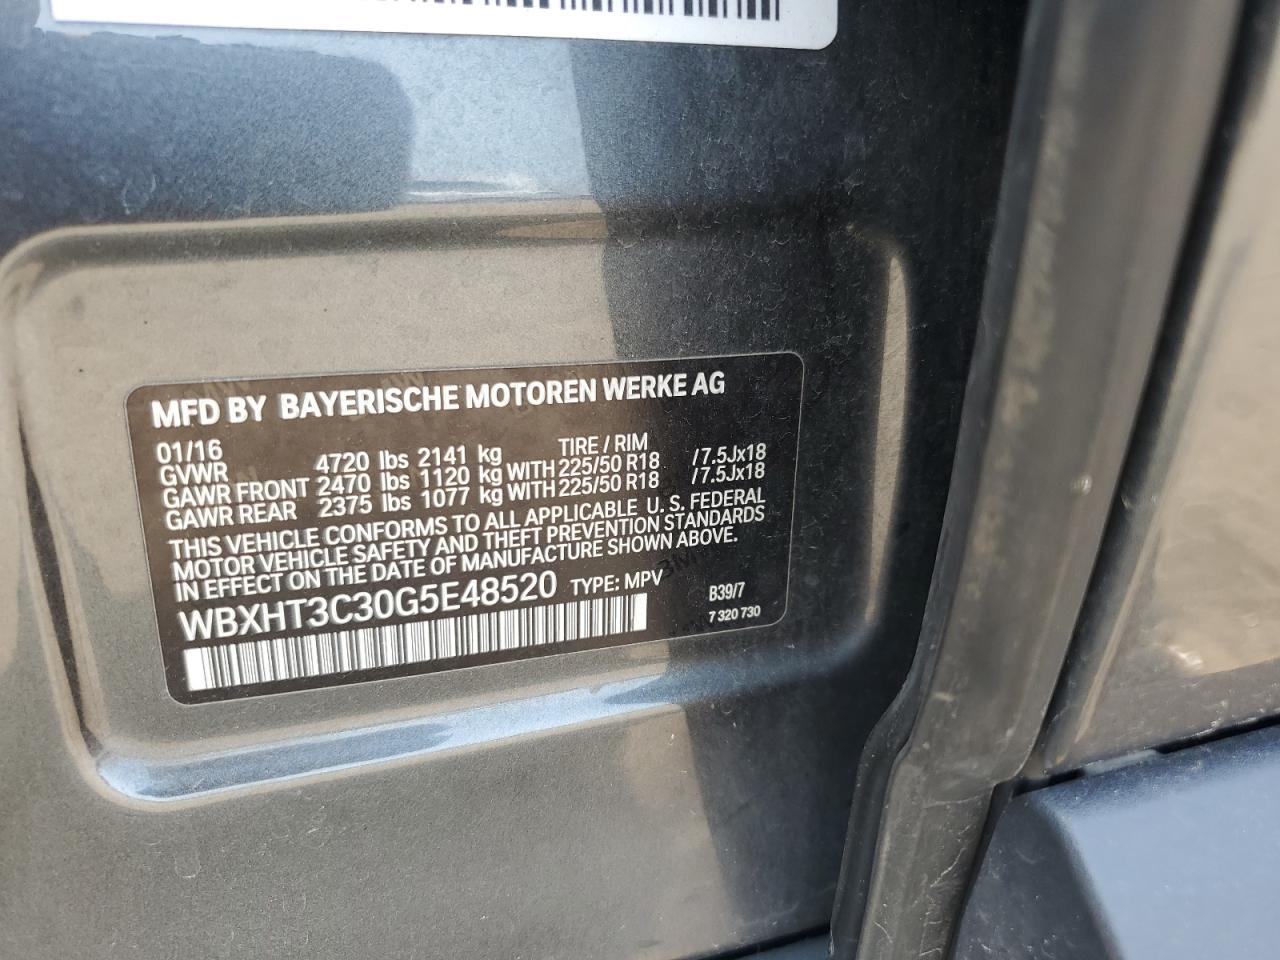 MFD BY BAYERISCHE MOTOREN WERKE AG
01/16 TIRE / RIM
GVWR 4720 lbs 2141 kg
GAWR FRONT 2470 lbs 1120 kg WITH 225/50 R18 /7.5Jx18
GAWR REAR 2375 lbs 1077 kg WITH 225/50 R18 /7.5Jx18
THIS VEHICLE CONFORMS TO ALL APPLICABLE U.S. FEDERAL
MOTOR VEHICLE SAFETY AND THEFT PREVENTION STANDARDS
IN EFFECT ON THE DATE OF MANUFACTURE SHOWN ABOVE.
WBXHT3C30G5E48520 TYPE: MPV B39/7
7 320 730